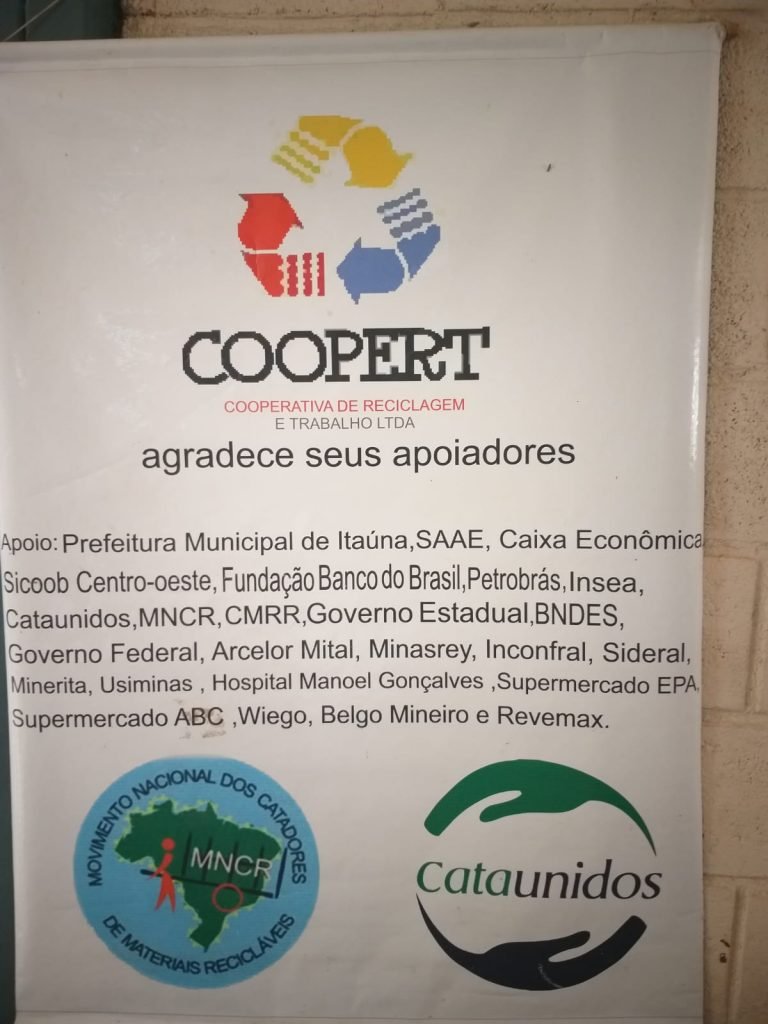 COOPERT
COOPERATIVA DE RECICLAGEM
E TRABALHO LTDA
agradece seus apoiadores
Apoio: Prefeitura Municipal de Itaúna,SAAE, Caixa Econômica,
Sicoob Centro-oeste, Fundação Banco do Brasil,Petrobrás,Insea,
Cataunidos,MNCR,CMRR,Governo Estadual,BNDES,
Governo Federal, Arcelor Mital, Minasrey, Inconfral, Sideral,
Minerita, Usiminas , Hospital Manoel Gonçalves ,Supermercado EPA,
Supermercado ABC ,Wiego, Belgo Mineiro e Revemax.
MOVIMENTO NACIONAL DOS CATADORES
MNCR
DE MATERIAIS RECICLÁVEIS
Cataunidos